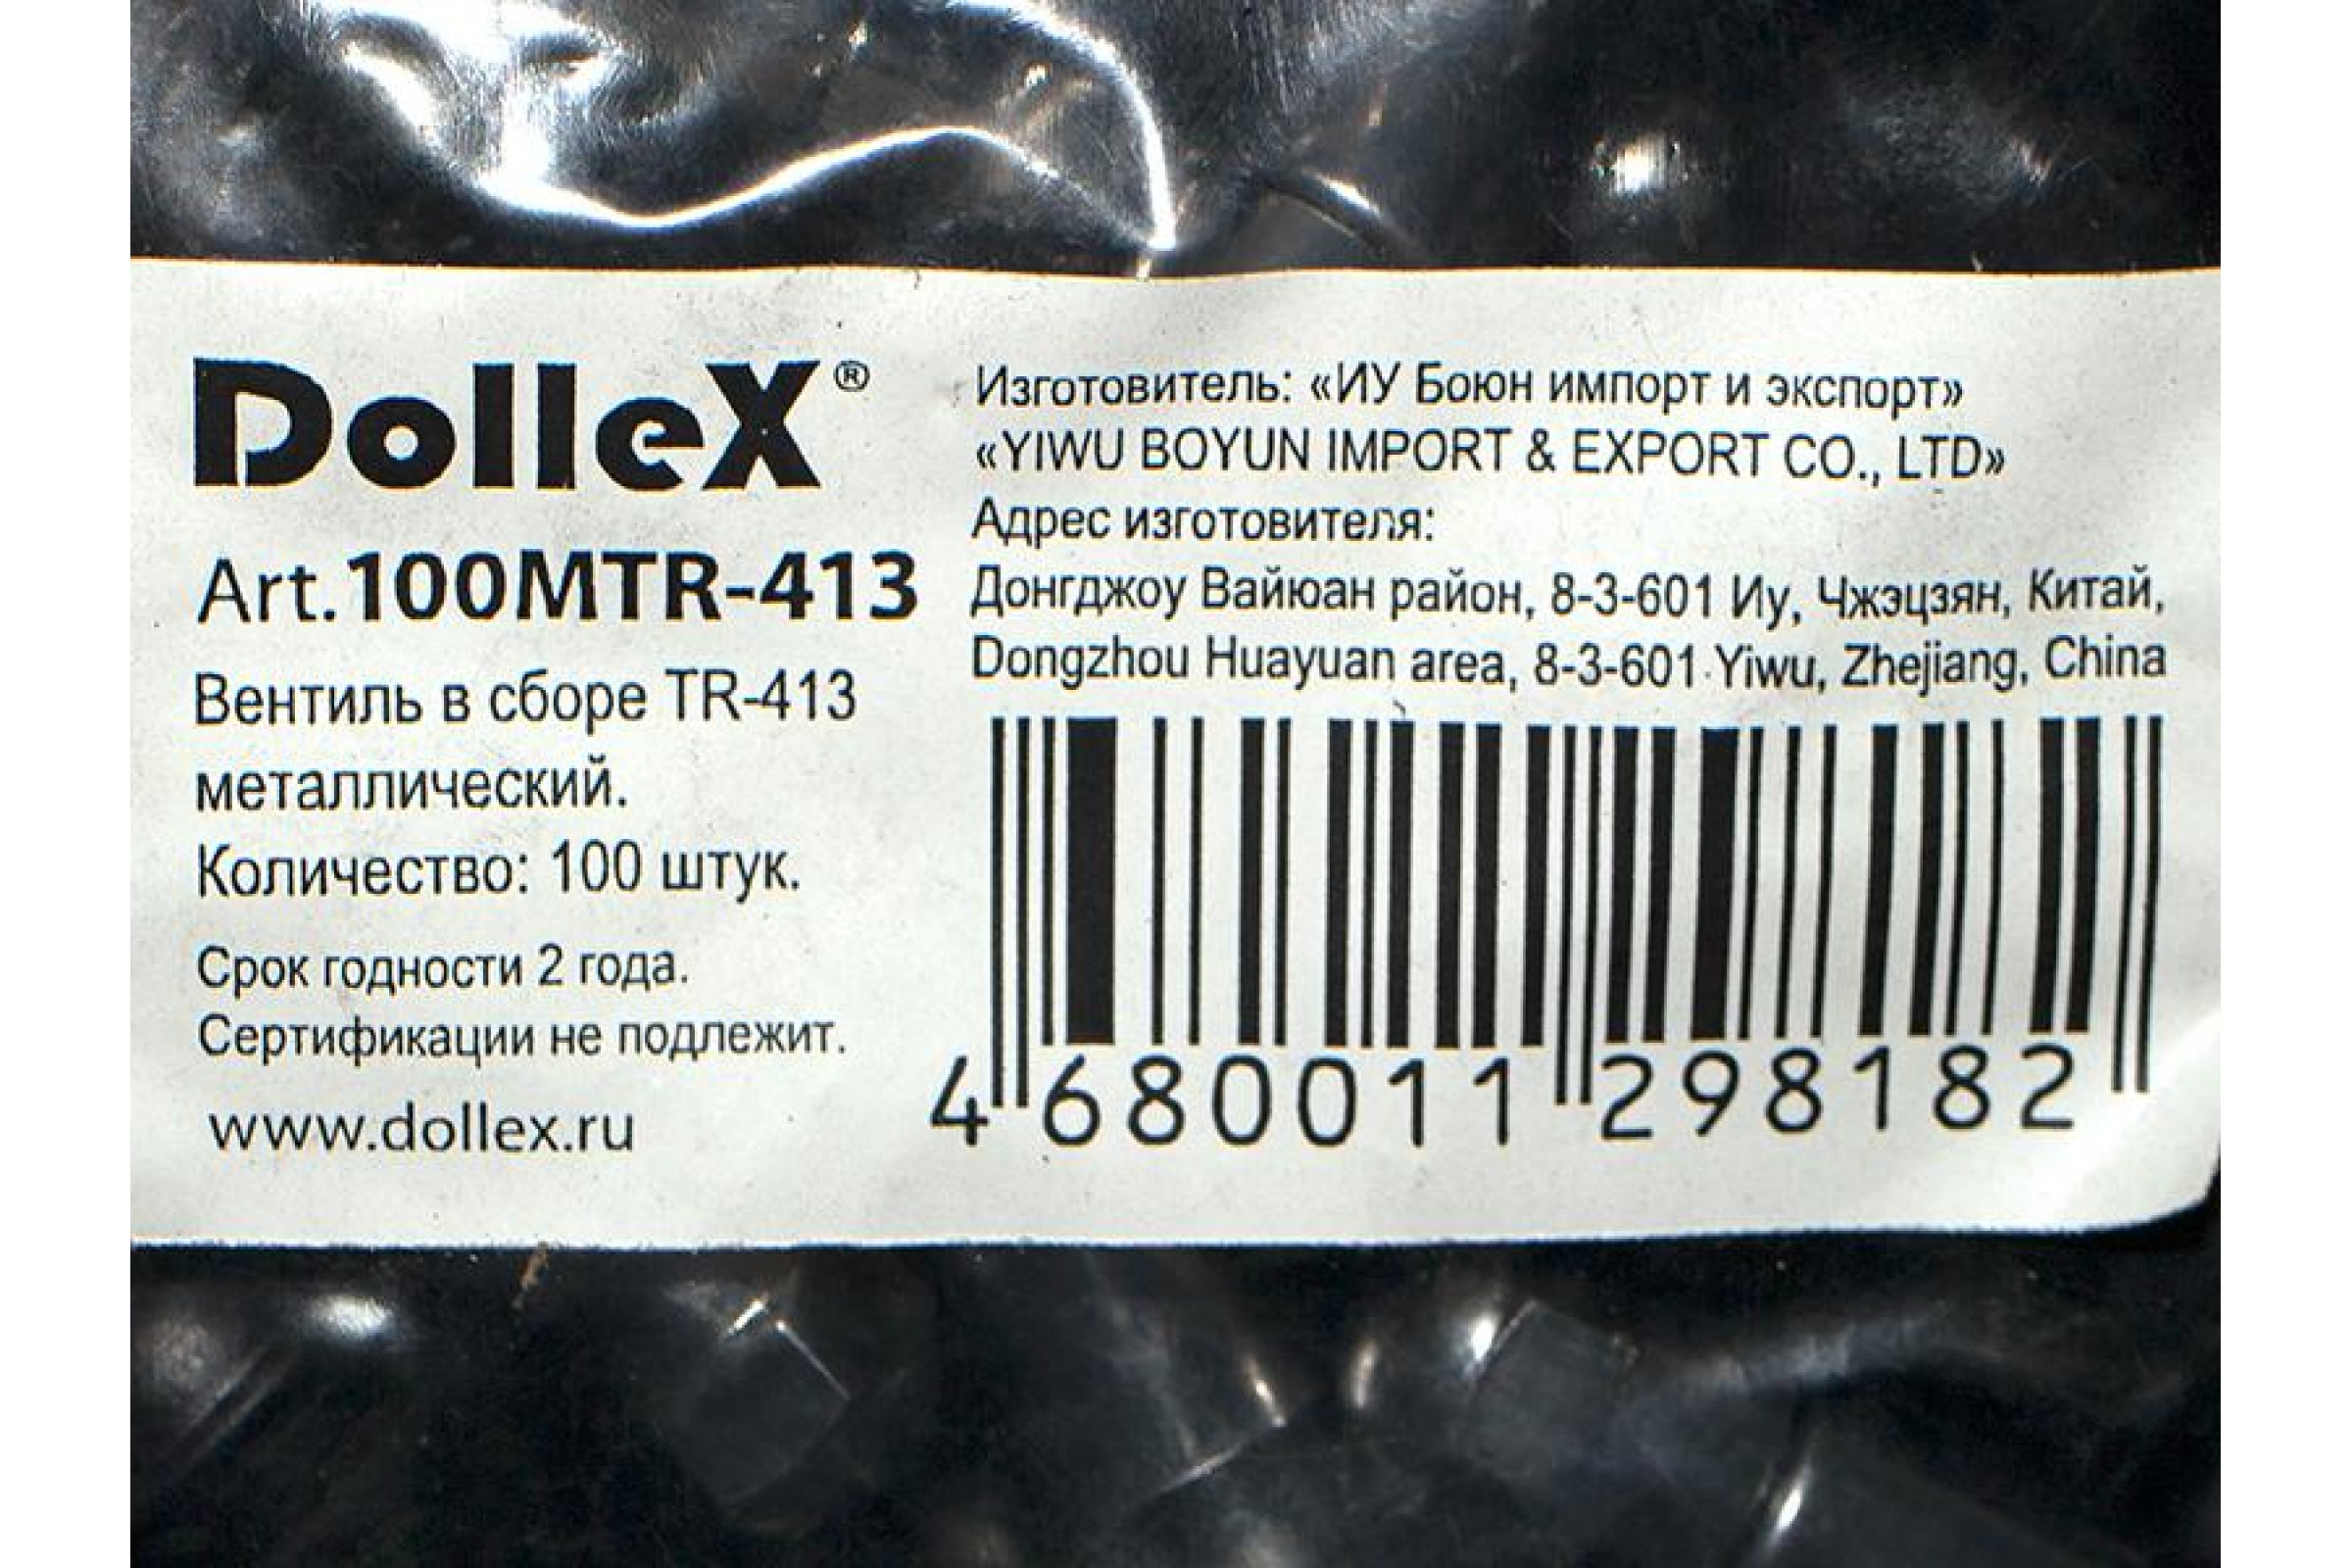 DolleX®
Art.100MTR-413
Вентиль в сборе TR-413
металлический.
Количество: 100 штук.
Срок годности 2 года.
Сертификации не подлежит.
www.dollex.ru
Изготовитель: «ИУ Боюн импорт и экспорт»
«YIWU BOYUN IMPORT & EXPORT CO., LTD»
Адрес изготовителя:
Донгджоу Вайюан район, 8-3-601 Иу, Чжэцзян, Китай,
Dongzhou Huayuan area, 8-3-601 Yiwu, Zhejiang, China
4 680011 298182